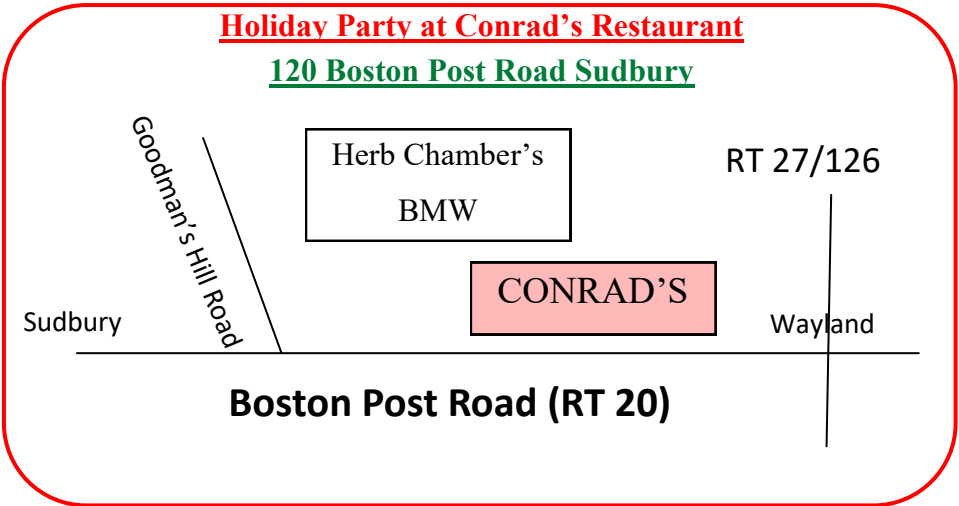 Holiday Party at Conrad’s Restaurant
120 Boston Post Road Sudbury
Goodman’s Hill Road
Herb Chamber’s
BMW
RT 27/126
CONRAD’S
Sudbury
Wayland
Boston Post Road (RT 20)